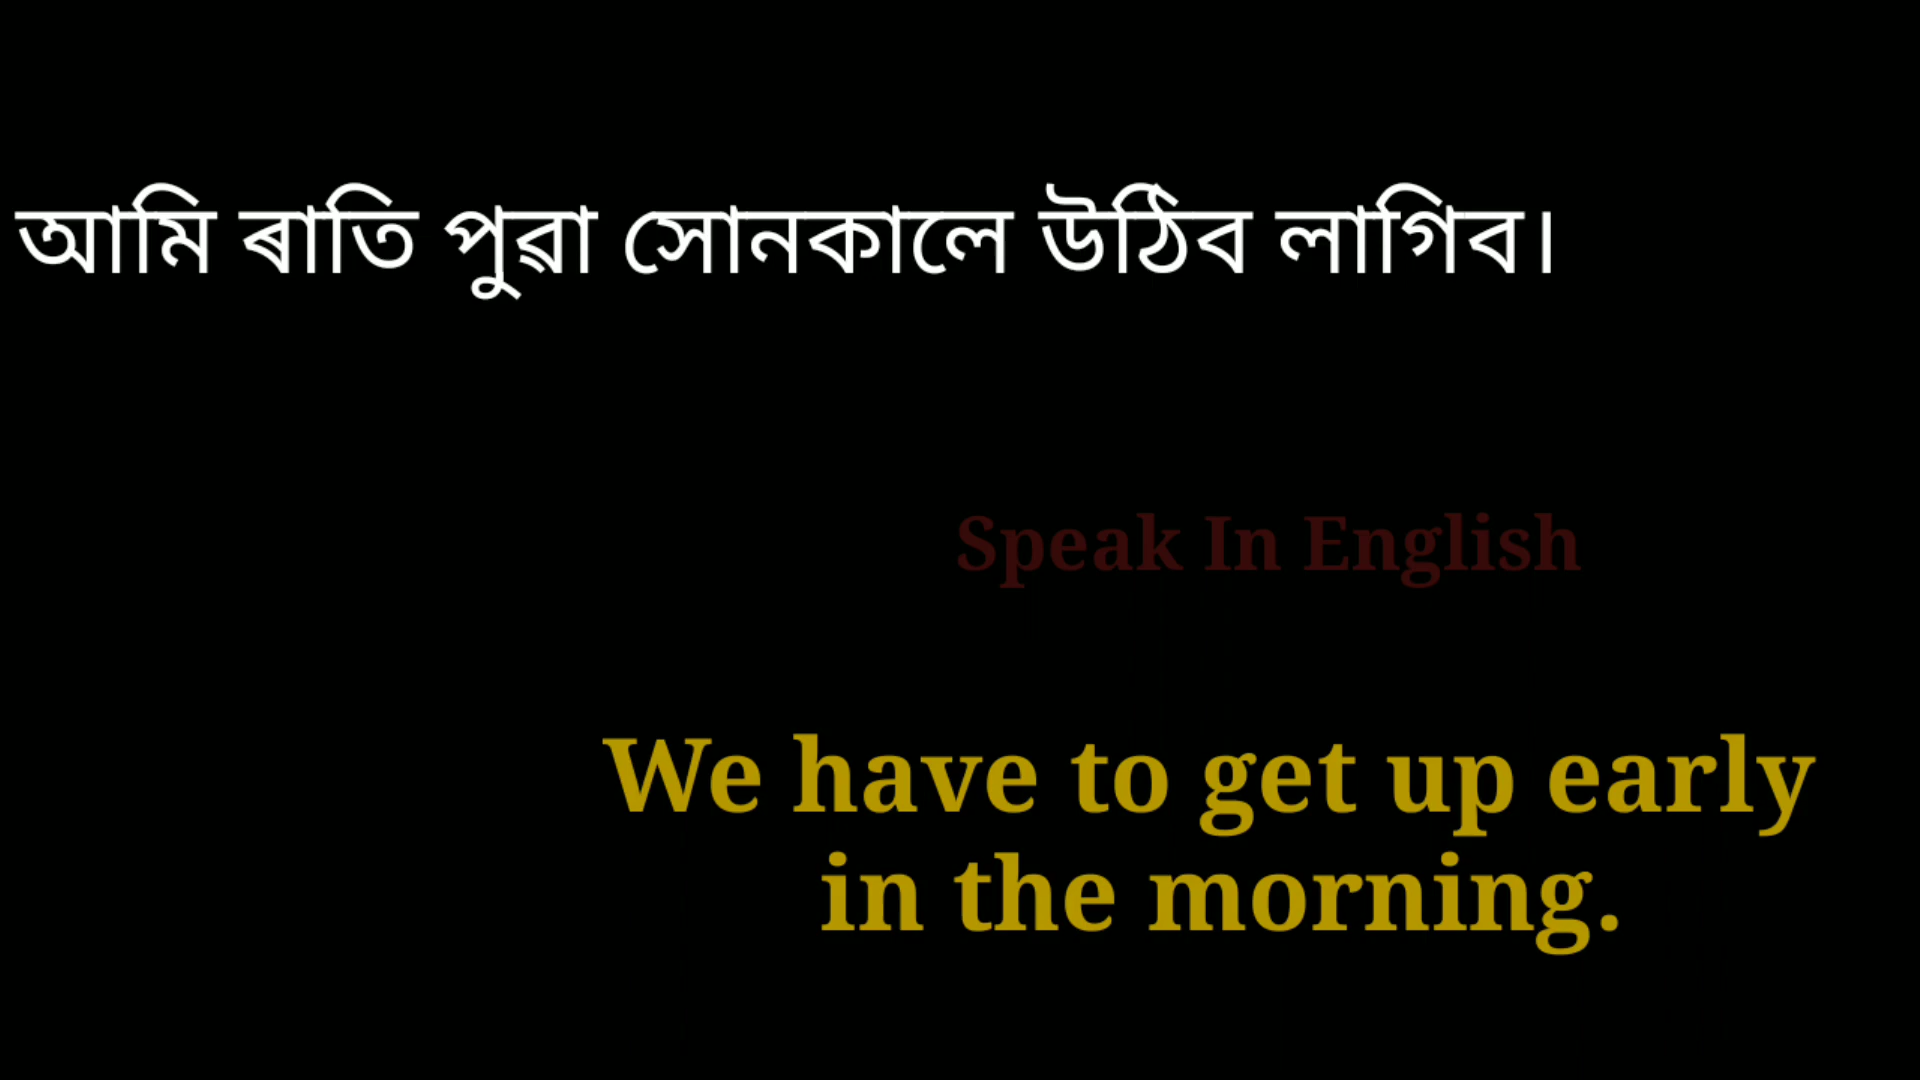 আমি ৰাতি পুৱা সোনকালে উঠিব লাগিব।
Speak In English
We have to get up early
in the morning.